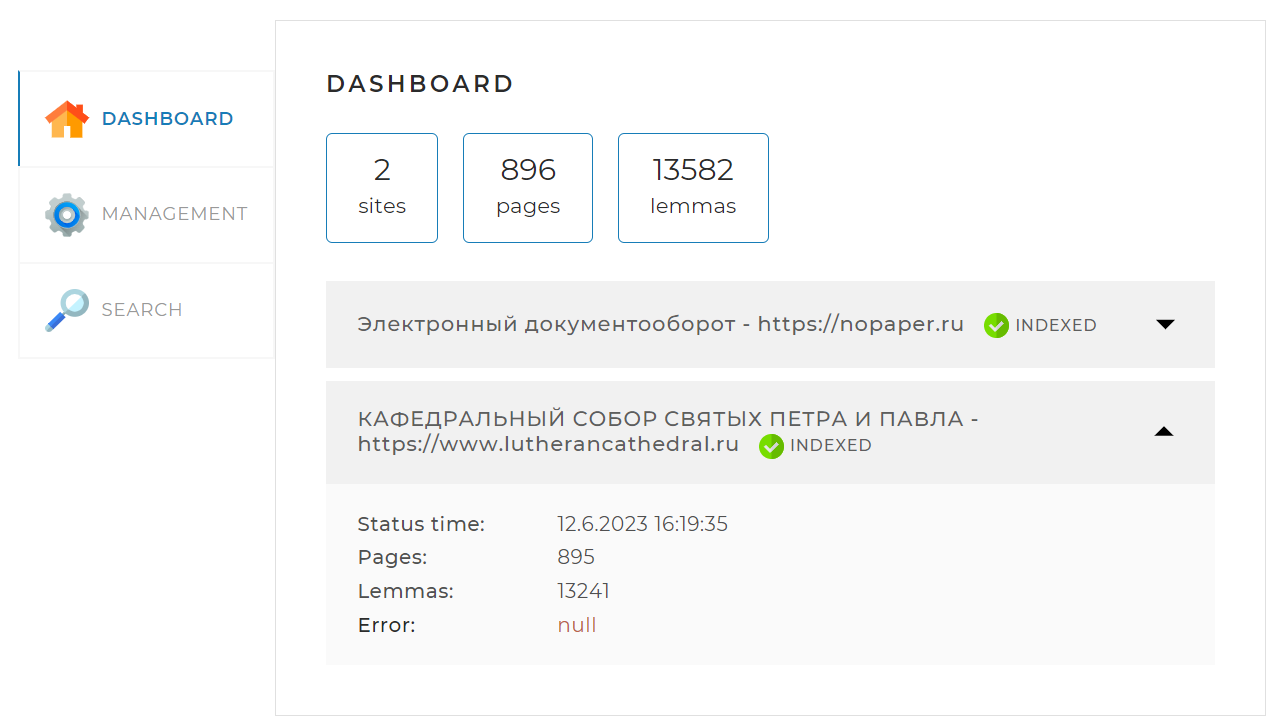 DASHBOARD
MANAGEMENT
SEARCH
DASHBOARD
2
sites
896
pages
13582
lemmas
Электронный документооборот - https://nopaper.ru INDEXED
КАФЕДРАЛЬНЫЙ СОБОР СВЯТЫХ ПЕТРА И ПАВЛА -
https://www.lutherancathedral.ru INDEXED
Status time: 12.6.2023 16:19:35
Pages: 895
Lemmas: 13241
Error: null